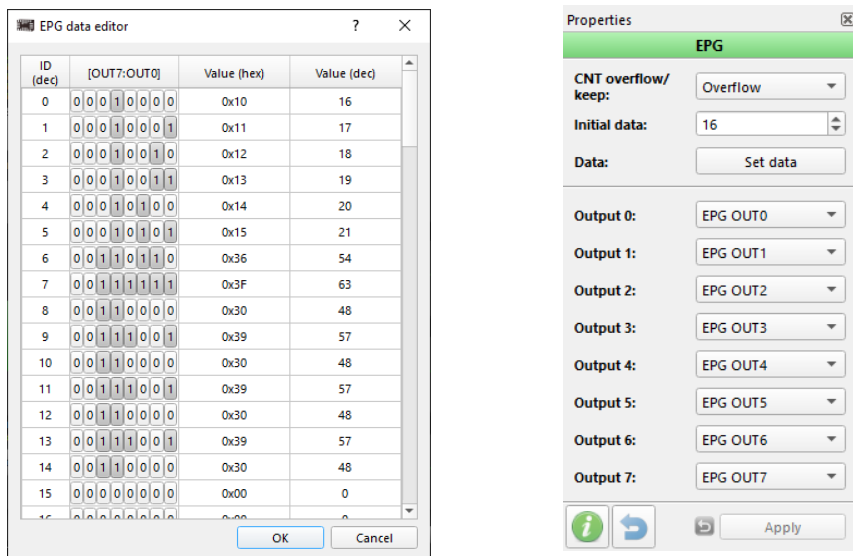 EPG data editor ? ×
ID (dec) [OUT7:OUT0] Value (hex) Value (dec)
0 0 0 0 1 0 0 0 0 0x10 16
1 0 0 0 1 0 0 0 1 0x11 17
2 0 0 0 1 0 0 1 0 0x12 18
3 0 0 0 1 0 0 1 1 0x13 19
4 0 0 0 1 0 1 0 0 0x14 20
5 0 0 0 1 0 1 0 1 0x15 21
6 0 0 1 1 0 1 1 0 0x36 54
7 0 0 1 1 1 1 1 1 0x3F 63
8 0 0 1 1 0 0 0 0 0x30 48
9 0 0 1 1 1 0 0 1 0x39 57
10 0 0 1 1 0 0 0 0 0x30 48
11 0 0 1 1 1 0 0 1 0x39 57
12 0 0 1 1 0 0 0 0 0x30 48
13 0 0 1 1 1 0 0 1 0x39 57
14 0 0 1 1 0 0 0 0 0x30 48
15 0 0 0 0 0 0 0 0 0x00 0
OK Cancel
Properties
EPG
CNT overflow/
keep: Overflow
Initial data: 16
Data: Set data
Output 0: EPG OUT0
Output 1: EPG OUT1
Output 2: EPG OUT2
Output 3: EPG OUT3
Output 4: EPG OUT4
Output 5: EPG OUT5
Output 6: EPG OUT6
Output 7: EPG OUT7
Apply